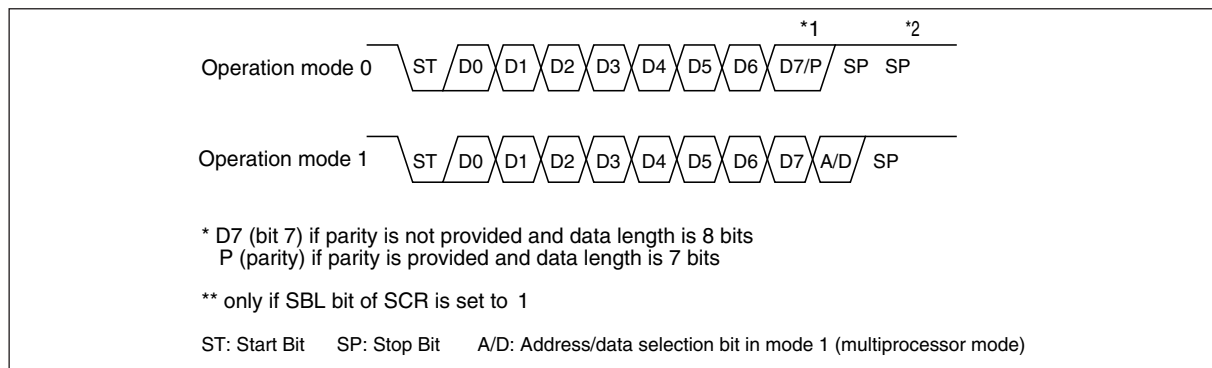 *1 *2
Operation mode 0 ST D0 D1 D2 D3 D4 D5 D6 D7/P SP SP
Operation mode 1 ST D0 D1 D2 D3 D4 D5 D6 D7 A/D SP
* D7 (bit 7) if parity is not provided and data length is 8 bits
P (parity) if parity is provided and data length is 7 bits
** only if SBL bit of SCR is set to 1
ST: Start Bit SP: Stop Bit A/D: Address/data selection bit in mode 1 (multiprocessor mode)